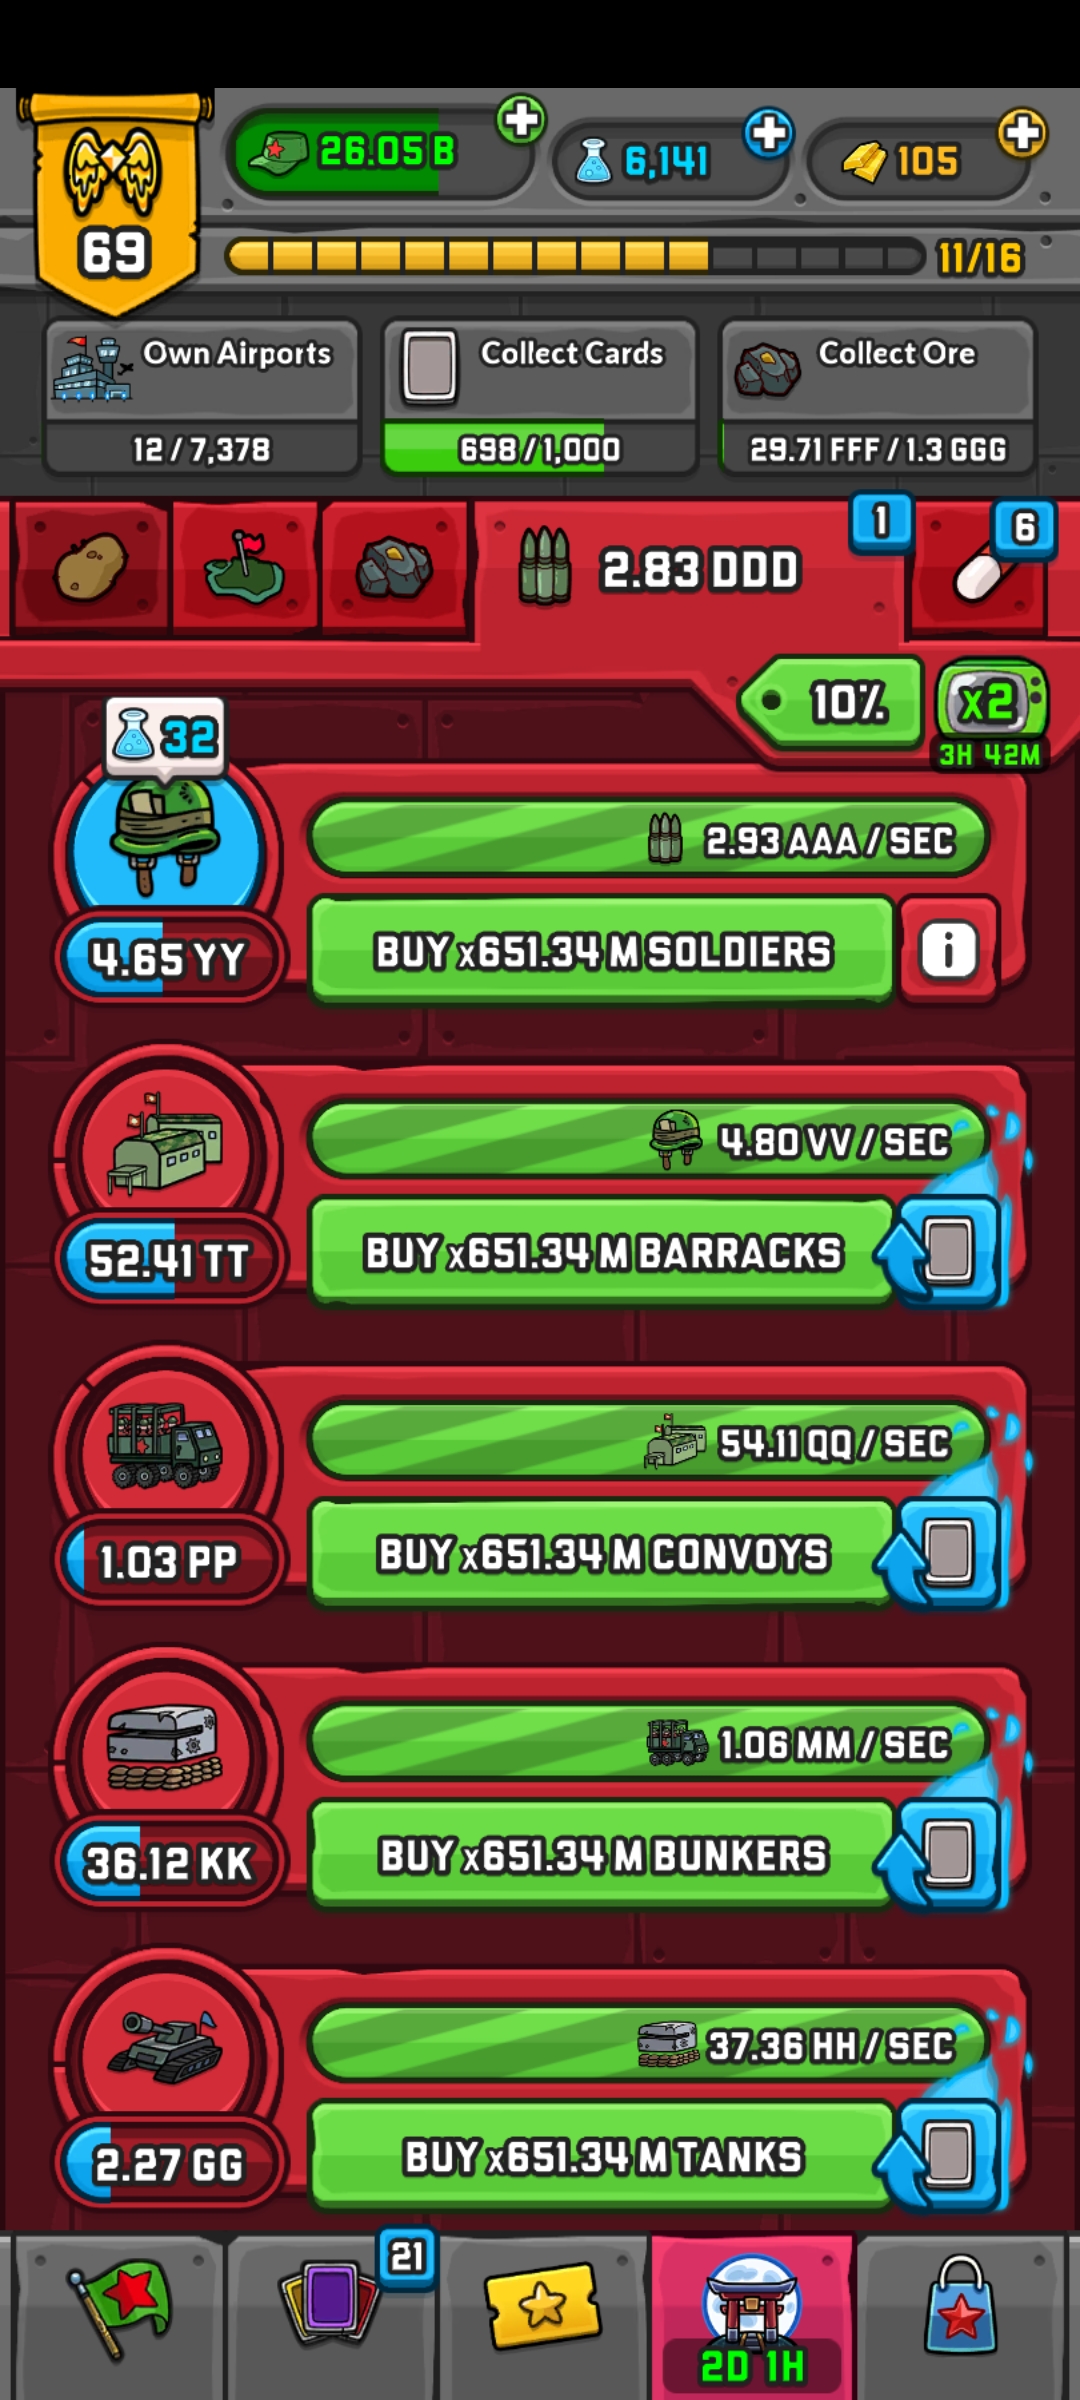 26.05 B
6,141
105
69
11/16
Own Airports
12 / 7,378
Collect Cards
698 / 1,000
Collect Ore
29.71 FFF / 1.3 GGG
2.83 DDD
1
6
10%
x2
3H 42M
32
2.93 AAA / SEC
4.65 YY
BUY x651.34 M SOLDIERS
i
4.80 VV / SEC
52.41 TT
BUY x651.34 M BARRACKS
54.11 QQ / SEC
1.03 PP
BUY x651.34 M CONVOYS
1.06 MM / SEC
36.12 KK
BUY x651.34 M BUNKERS
37.36 HH / SEC
2.27 GG
BUY x651.34 M TANKS
21
2D 1H